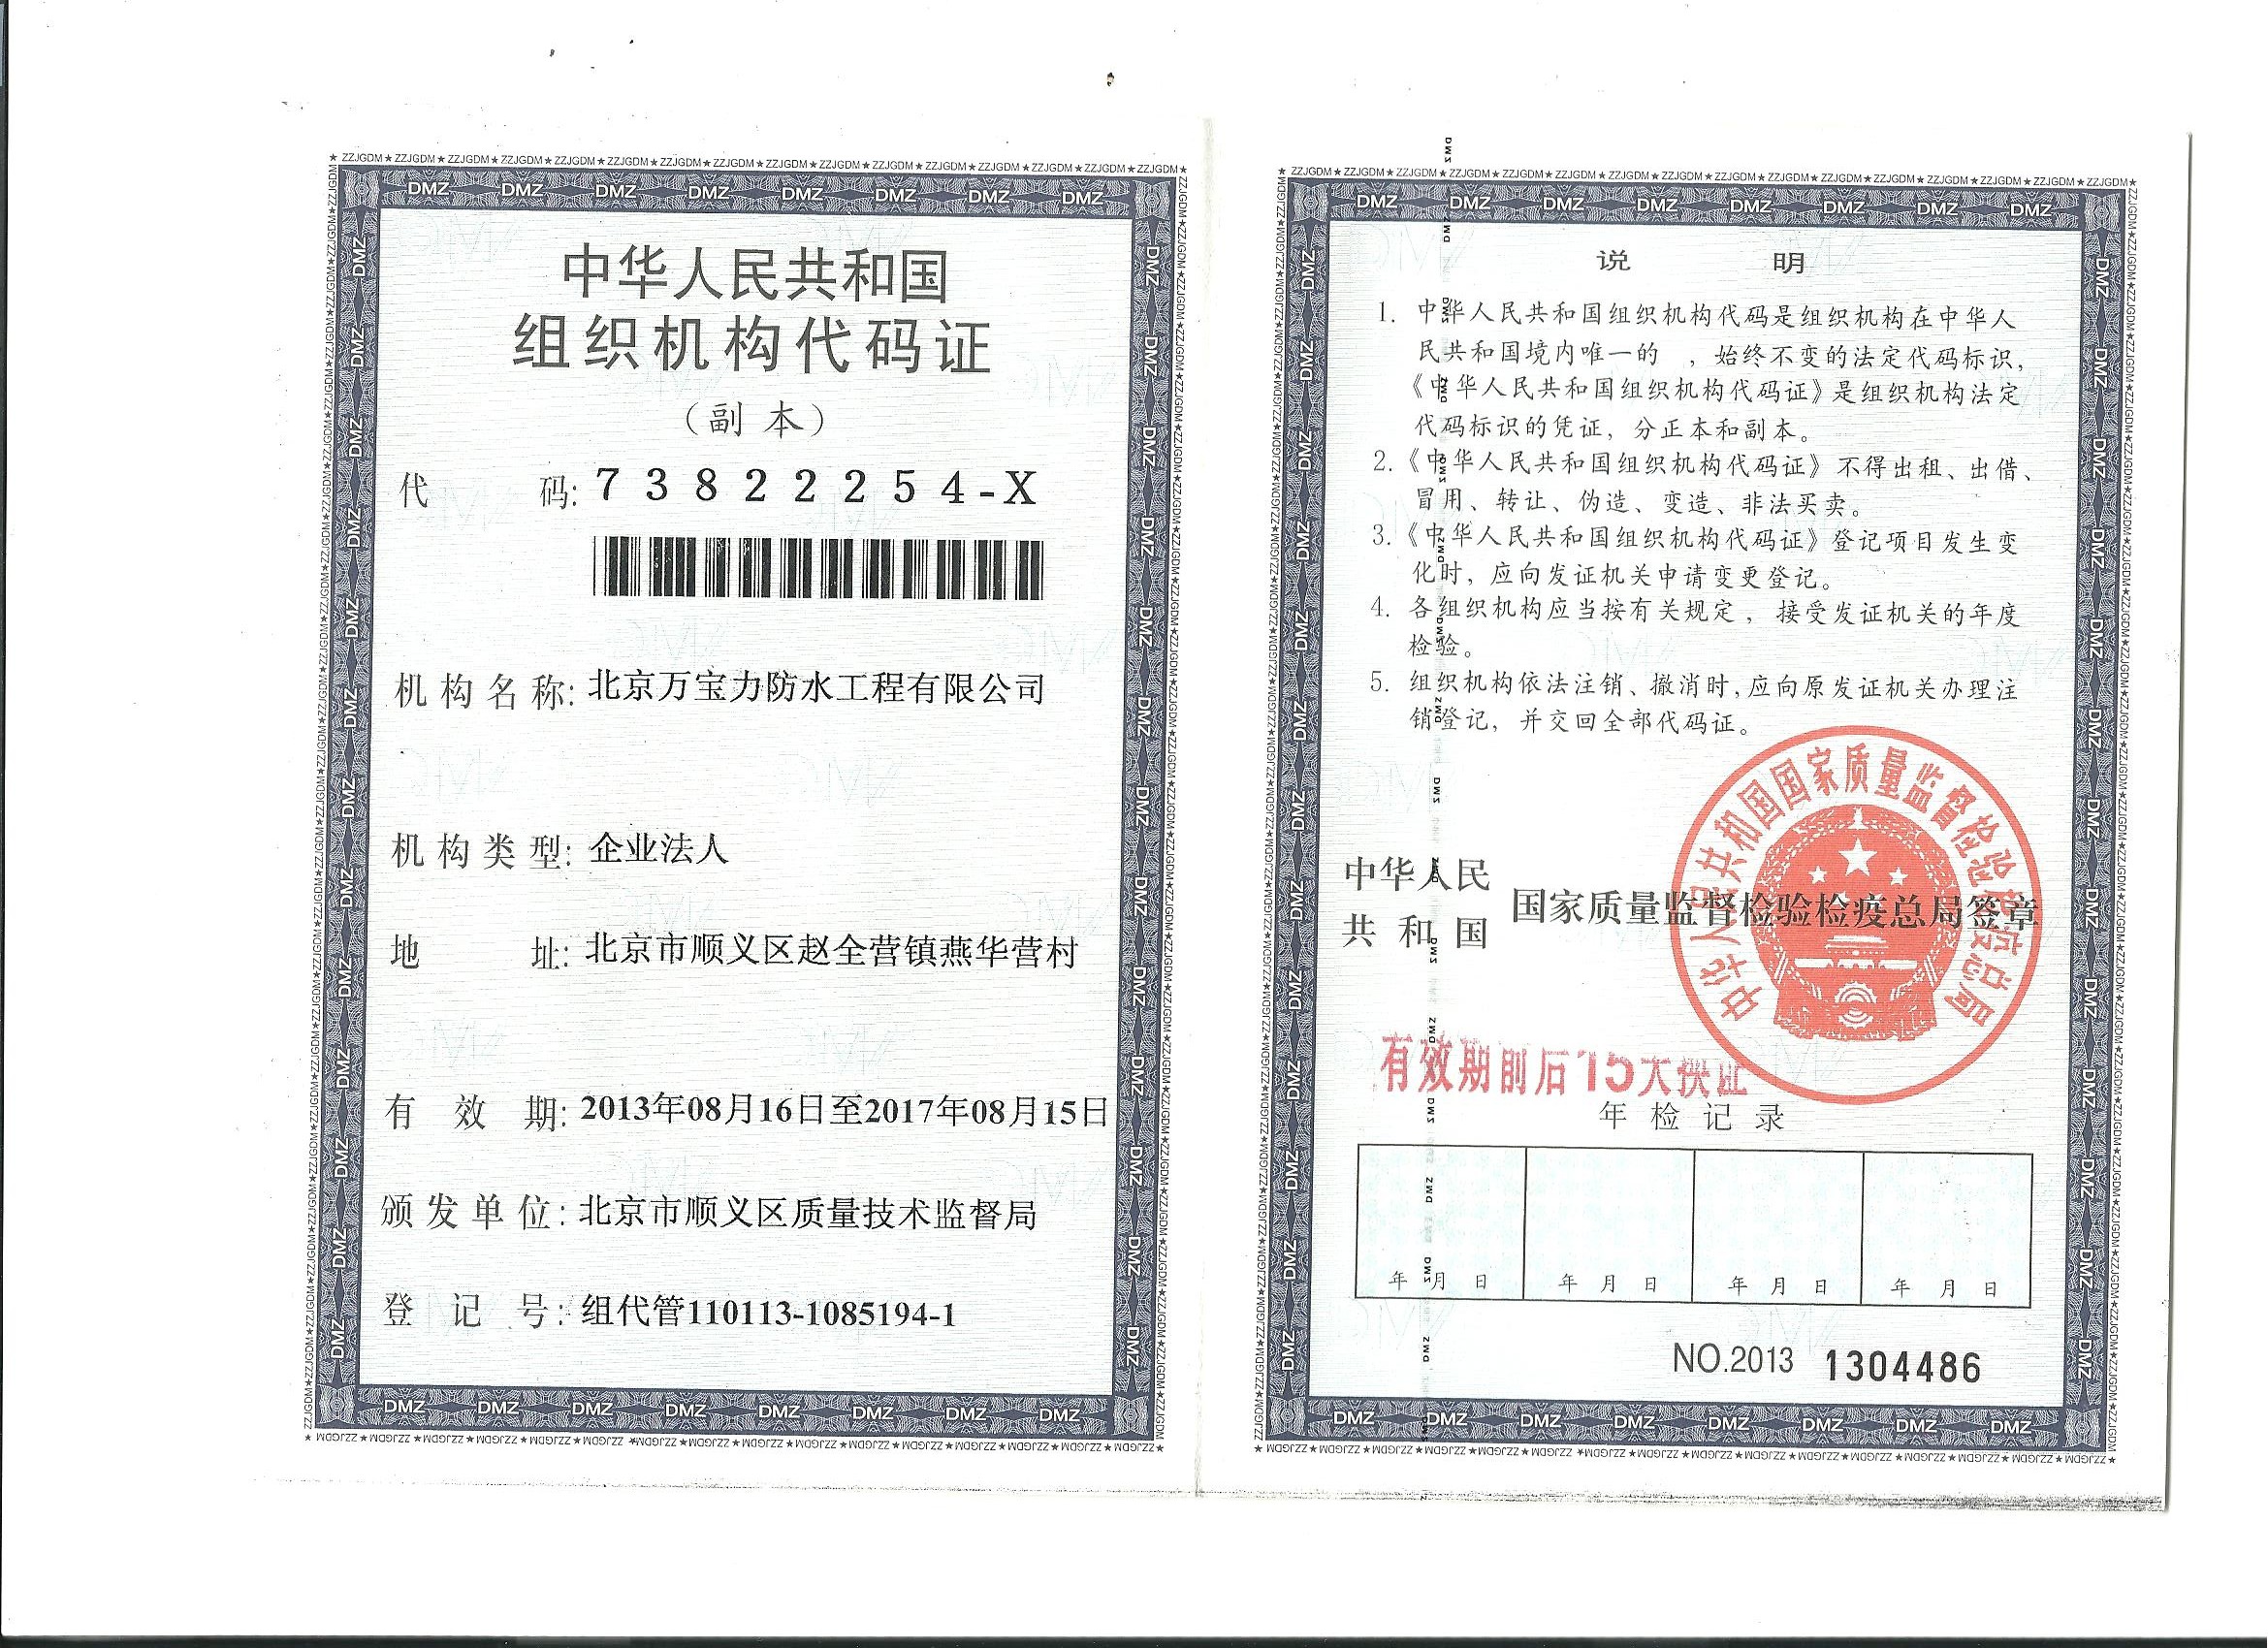 中华人民共和国
组织机构代码证
（副本）
代 码: 73822254-X
机构名称: 北京万宝力防水工程有限公司
机构类型: 企业法人
地 址: 北京市顺义区赵全营镇燕华营村
有 效 期: 2013年08月16日至2017年08月15日
颁发单位: 北京市顺义区质量技术监督局
登 记 号: 组代管110113-1085194-1
说 明
1. 中华人民共和国组织机构代码是组织机构在中华人
民共和国境内唯一的 ，始终不变的法定代码标识，
《中华人民共和国组织机构代码证》是组织机构法定
代码标识的凭证，分正本和副本。
2.《中华人民共和国组织机构代码证》不得出租、出借、
冒用、转让、伪造、变造、非法买卖。
3.《中华人民共和国组织机构代码证》登记项目发生变
化时，应向发证机关申请变更登记。
4. 各组织机构应当按有关规定，接受发证机关的年度
检验。
5. 组织机构依法注销、撤消时，应向原发证机关办理注
销登记，并交回全部代码证。
中华人民共和国国家质量监督检验检疫总局
中华人民
共和国
国家质量监督检验检疫总局签章
有效期前后15天换证
年检记录
年 月 日 年 月 日 年 月 日 年 月 日
NO.2013 1304486